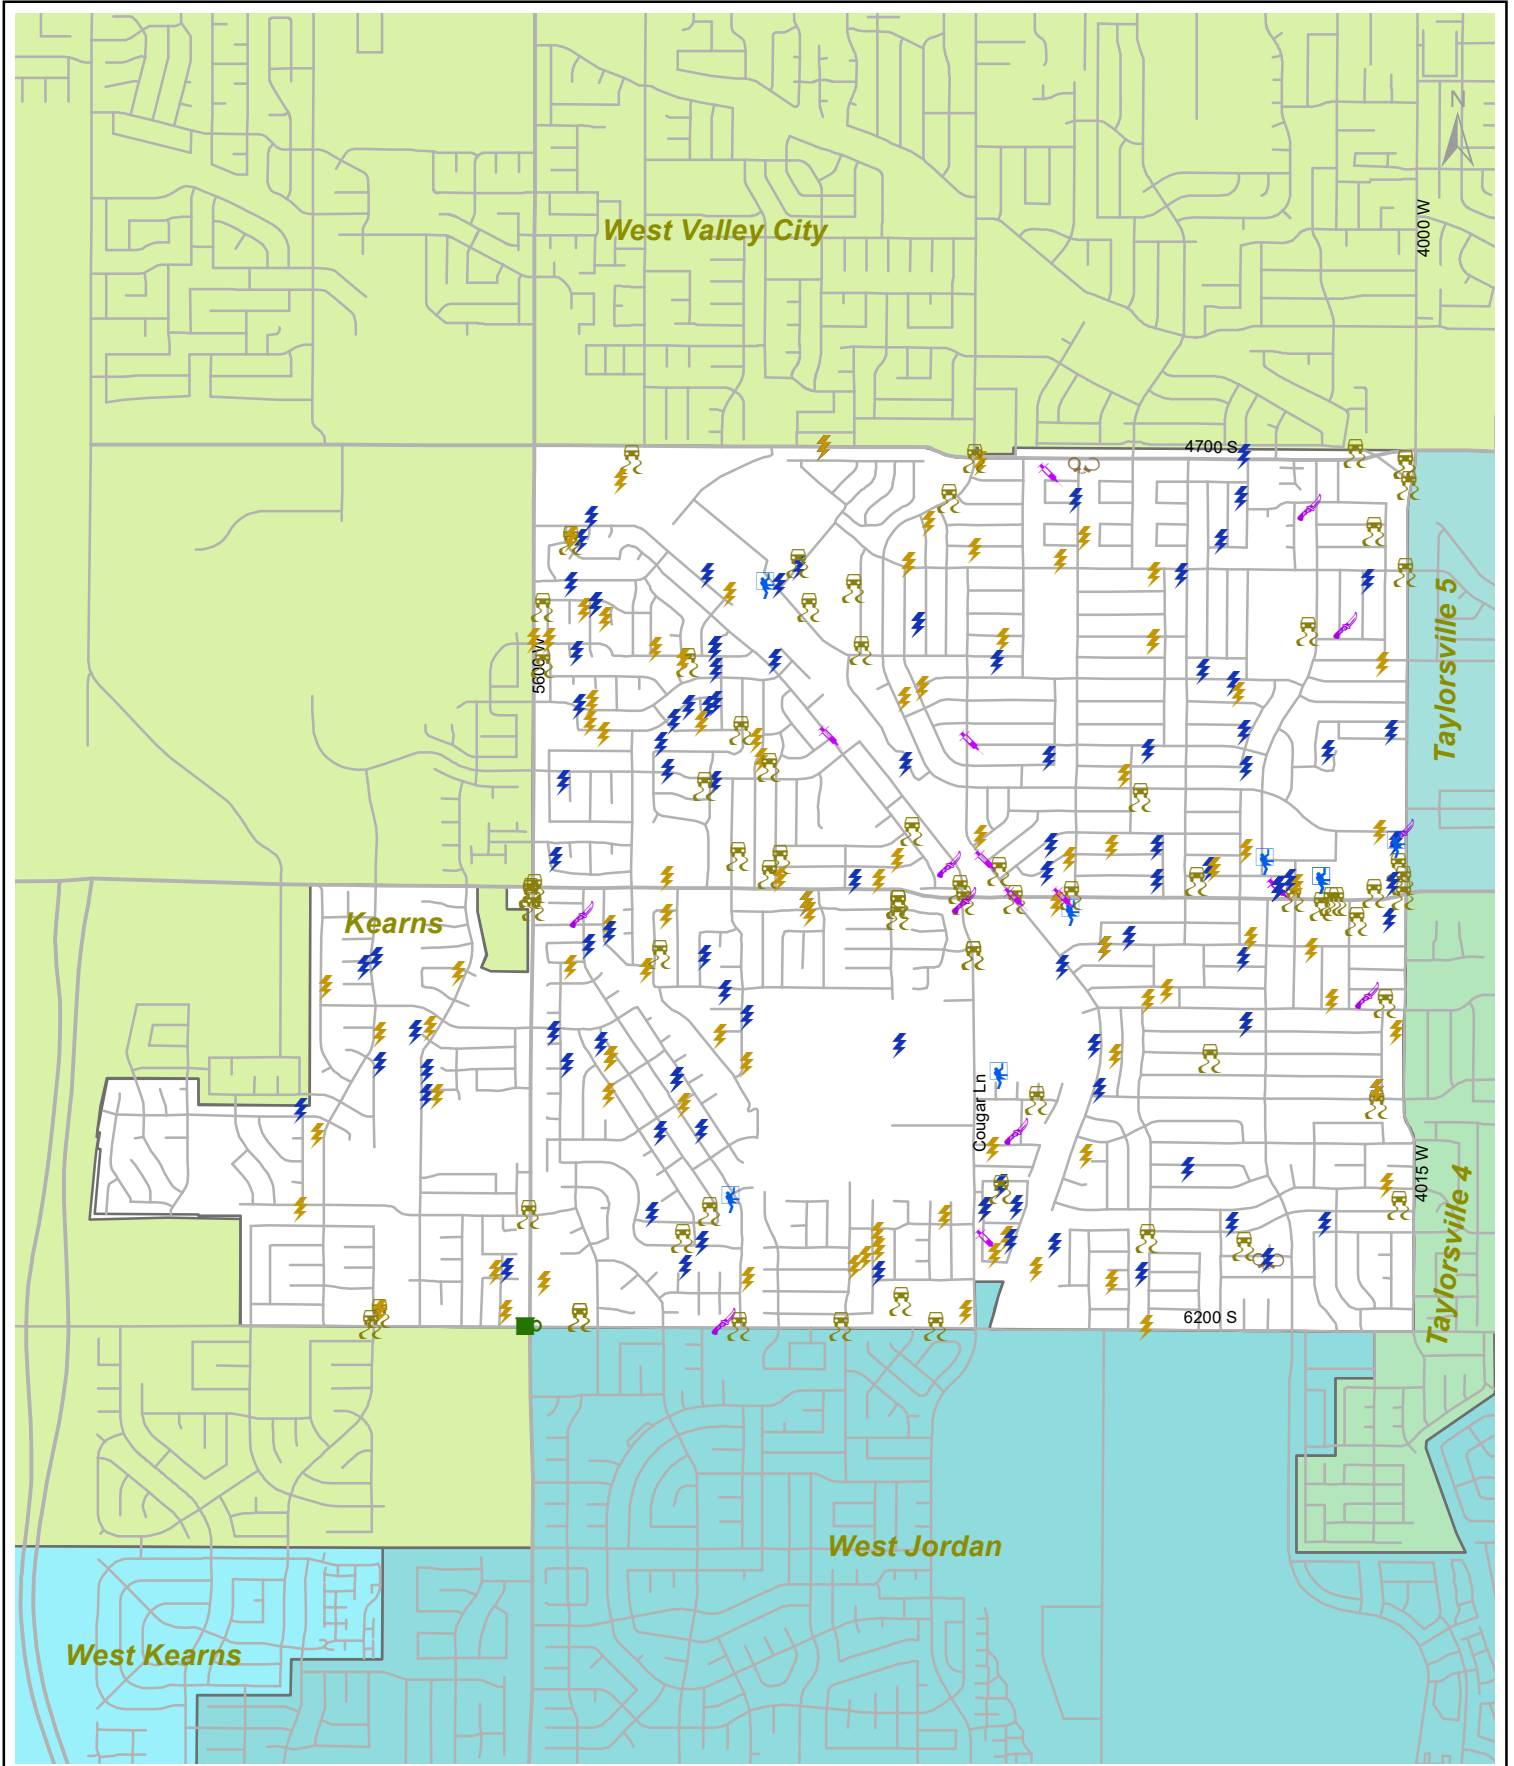 N
4000 W
West Valley City
4700 S
Taylorsville 5
5600 W
Kearns
Cougar Ln
4015 W
Taylorsville 4
6200 S
West Jordan
West Kearns